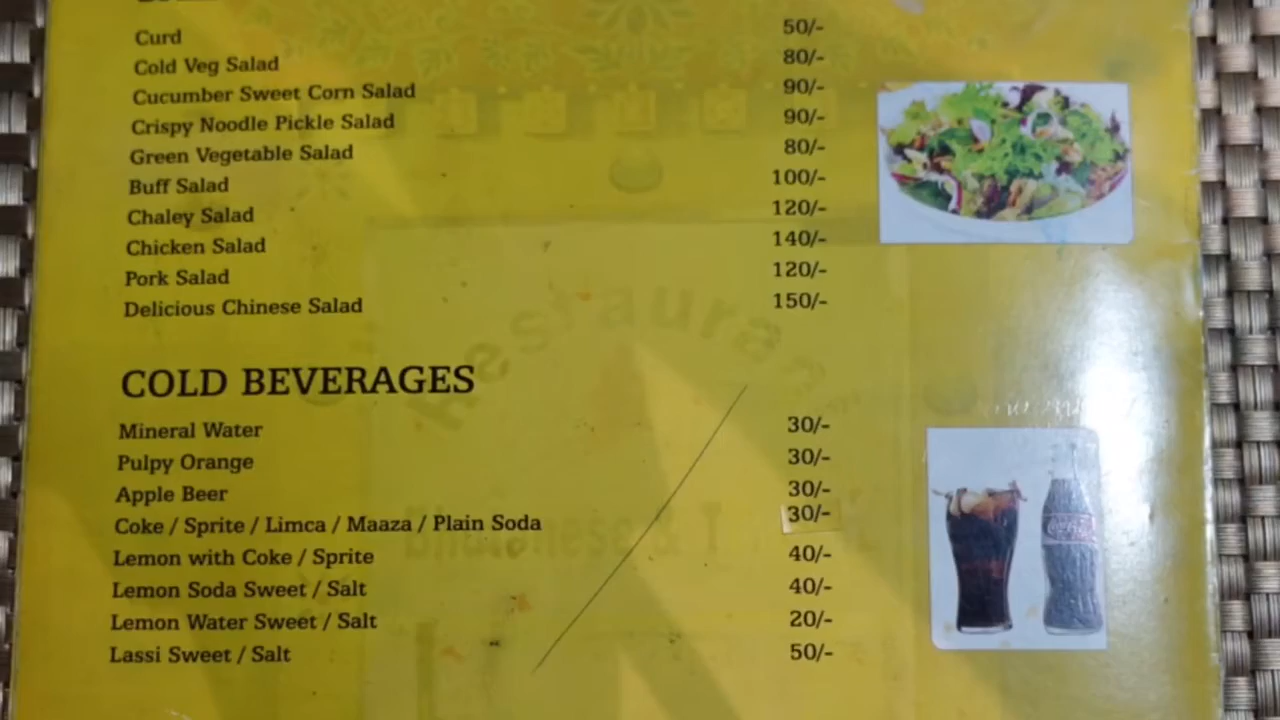 Curd 50/-
Cold Veg Salad 80/-
Cucumber Sweet Corn Salad 90/-
Crispy Noodle Pickle Salad 90/-
Green Vegetable Salad 80/-
Buff Salad 100/-
Chaley Salad 120/-
Chicken Salad 140/-
Pork Salad 120/-
Delicious Chinese Salad 150/-
COLD BEVERAGES
Mineral Water 30/-
Pulpy Orange 30/-
Apple Beer 30/-
Coke / Sprite / Limca / Maaza / Plain Soda 30/-
Lemon with Coke / Sprite 40/-
Lemon Soda Sweet / Salt 40/-
Lemon Water Sweet / Salt 20/-
Lassi Sweet / Salt 50/-